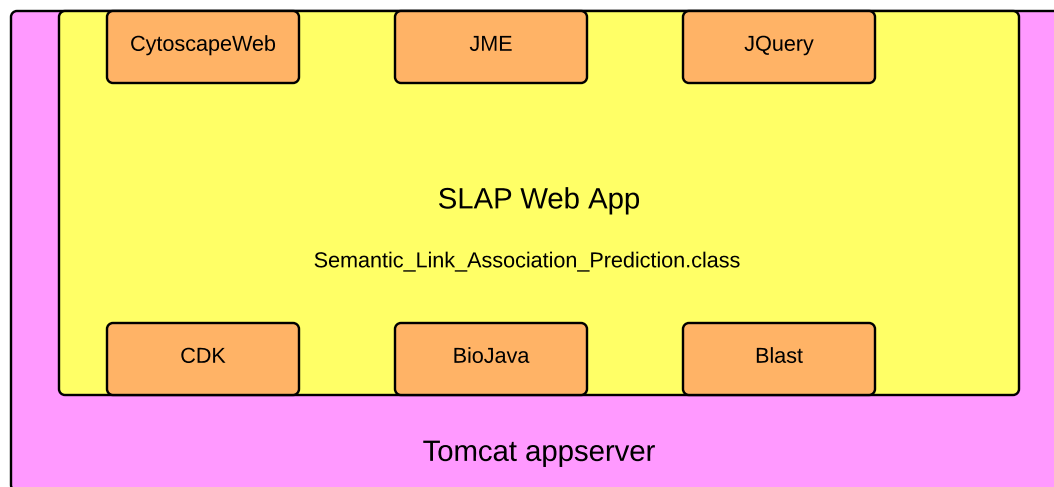 CytoscapeWeb
JME
JQuery
SLAP Web App
Semantic_Link_Association_Prediction.class
CDK
BioJava
Blast
Tomcat appserver